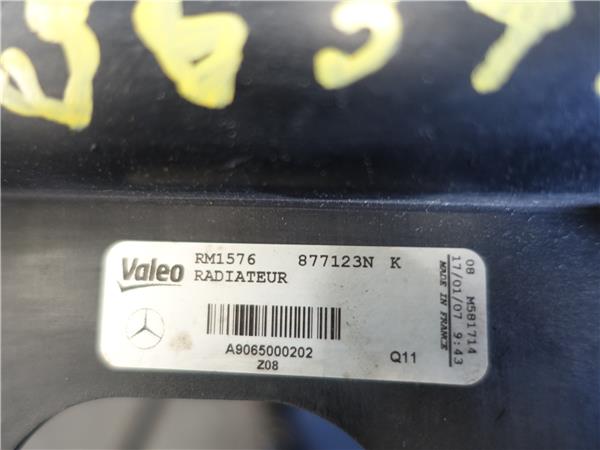 Valeo
RM1576 877123N K
RADIATEUR
A9065000202
Z08
Q11
08 M581714
17/01/07 9:43
MADE IN FRANCE